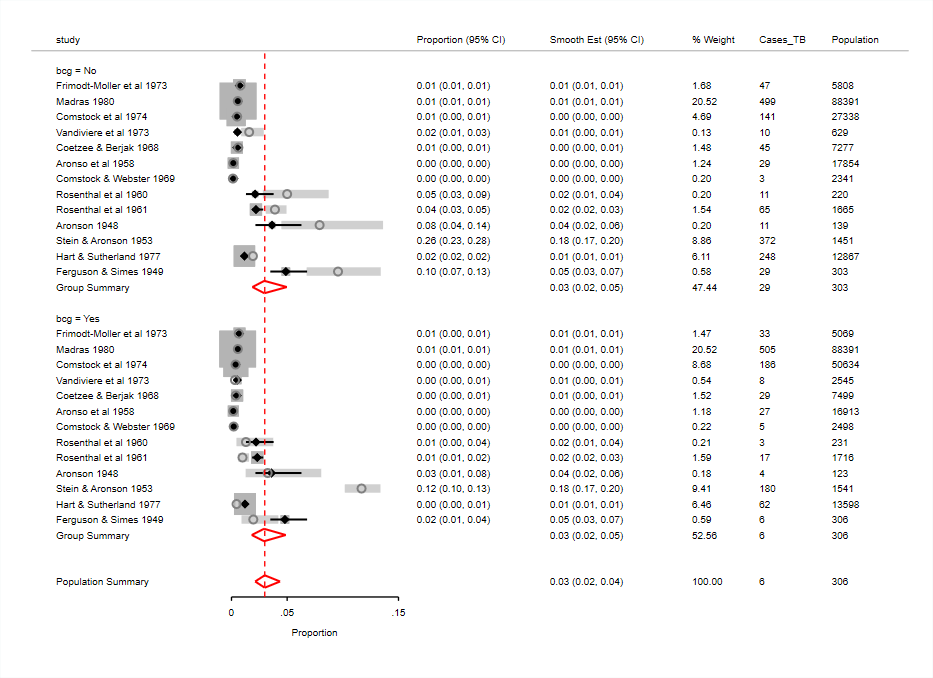 study Proportion (95% CI) Smooth Est (95% CI) % Weight Cases_TB Population
bcg = No
Frimodt-Moller et al 1973 0.01 (0.01, 0.01) 0.01 (0.01, 0.01) 1.68 47 5808
Madras 1980 0.01 (0.01, 0.01) 0.01 (0.01, 0.01) 20.52 499 88391
Comstock et al 1974 0.01 (0.00, 0.01) 0.00 (0.00, 0.01) 4.69 141 27338
Vandiviere et al 1973 0.02 (0.01, 0.03) 0.01 (0.00, 0.01) 0.13 10 629
Coetzee & Berjak 1968 0.01 (0.00, 0.01) 0.01 (0.00, 0.01) 1.48 45 7277
Aronso et al 1958 0.00 (0.00, 0.00) 0.00 (0.00, 0.00) 1.24 29 17854
Comstock & Webster 1969 0.00 (0.00, 0.00) 0.00 (0.00, 0.00) 0.20 3 2341
Rosenthal et al 1960 0.05 (0.03, 0.09) 0.02 (0.01, 0.04) 0.20 11 220
Rosenthal et al 1961 0.04 (0.03, 0.05) 0.02 (0.02, 0.03) 1.54 65 1665
Aronson 1948 0.08 (0.04, 0.14) 0.04 (0.02, 0.06) 0.20 11 139
Stein & Aronson 1953 0.26 (0.23, 0.28) 0.18 (0.17, 0.20) 8.86 372 1451
Hart & Sutherland 1977 0.02 (0.02, 0.02) 0.01 (0.01, 0.01) 6.11 248 12867
Ferguson & Simes 1949 0.10 (0.07, 0.13) 0.05 (0.03, 0.07) 0.58 29 303
Group Summary 0.03 (0.02, 0.05) 47.44 29 303
bcg = Yes
Frimodt-Moller et al 1973 0.01 (0.00, 0.01) 0.01 (0.01, 0.01) 1.47 33 5069
Madras 1980 0.01 (0.01, 0.01) 0.01 (0.01, 0.01) 20.52 505 88391
Comstock et al 1974 0.00 (0.00, 0.00) 0.00 (0.00, 0.01) 8.68 186 50634
Vandiviere et al 1973 0.00 (0.00, 0.01) 0.00 (0.00, 0.01) 0.54 8 2545
Coetzee & Berjak 1968 0.00 (0.00, 0.01) 0.01 (0.00, 0.01) 1.52 29 7499
Aronso et al 1958 0.00 (0.00, 0.00) 0.00 (0.00, 0.00) 1.18 27 16913
Comstock & Webster 1969 0.00 (0.00, 0.00) 0.00 (0.00, 0.00) 0.22 5 2498
Rosenthal et al 1960 0.01 (0.00, 0.04) 0.02 (0.01, 0.04) 0.21 3 231
Rosenthal et al 1961 0.01 (0.01, 0.02) 0.02 (0.02, 0.03) 1.59 17 1716
Aronson 1948 0.03 (0.01, 0.08) 0.04 (0.02, 0.06) 0.18 4 123
Stein & Aronson 1953 0.12 (0.10, 0.13) 0.18 (0.17, 0.20) 9.41 180 1541
Hart & Sutherland 1977 0.00 (0.00, 0.01) 0.01 (0.01, 0.01) 6.46 62 13598
Ferguson & Simes 1949 0.02 (0.01, 0.04) 0.05 (0.03, 0.07) 0.59 6 306
Group Summary 0.03 (0.02, 0.05) 52.56 6 306
Population Summary 0.03 (0.02, 0.04) 100.00 6 306
0 .05 .15
Proportion